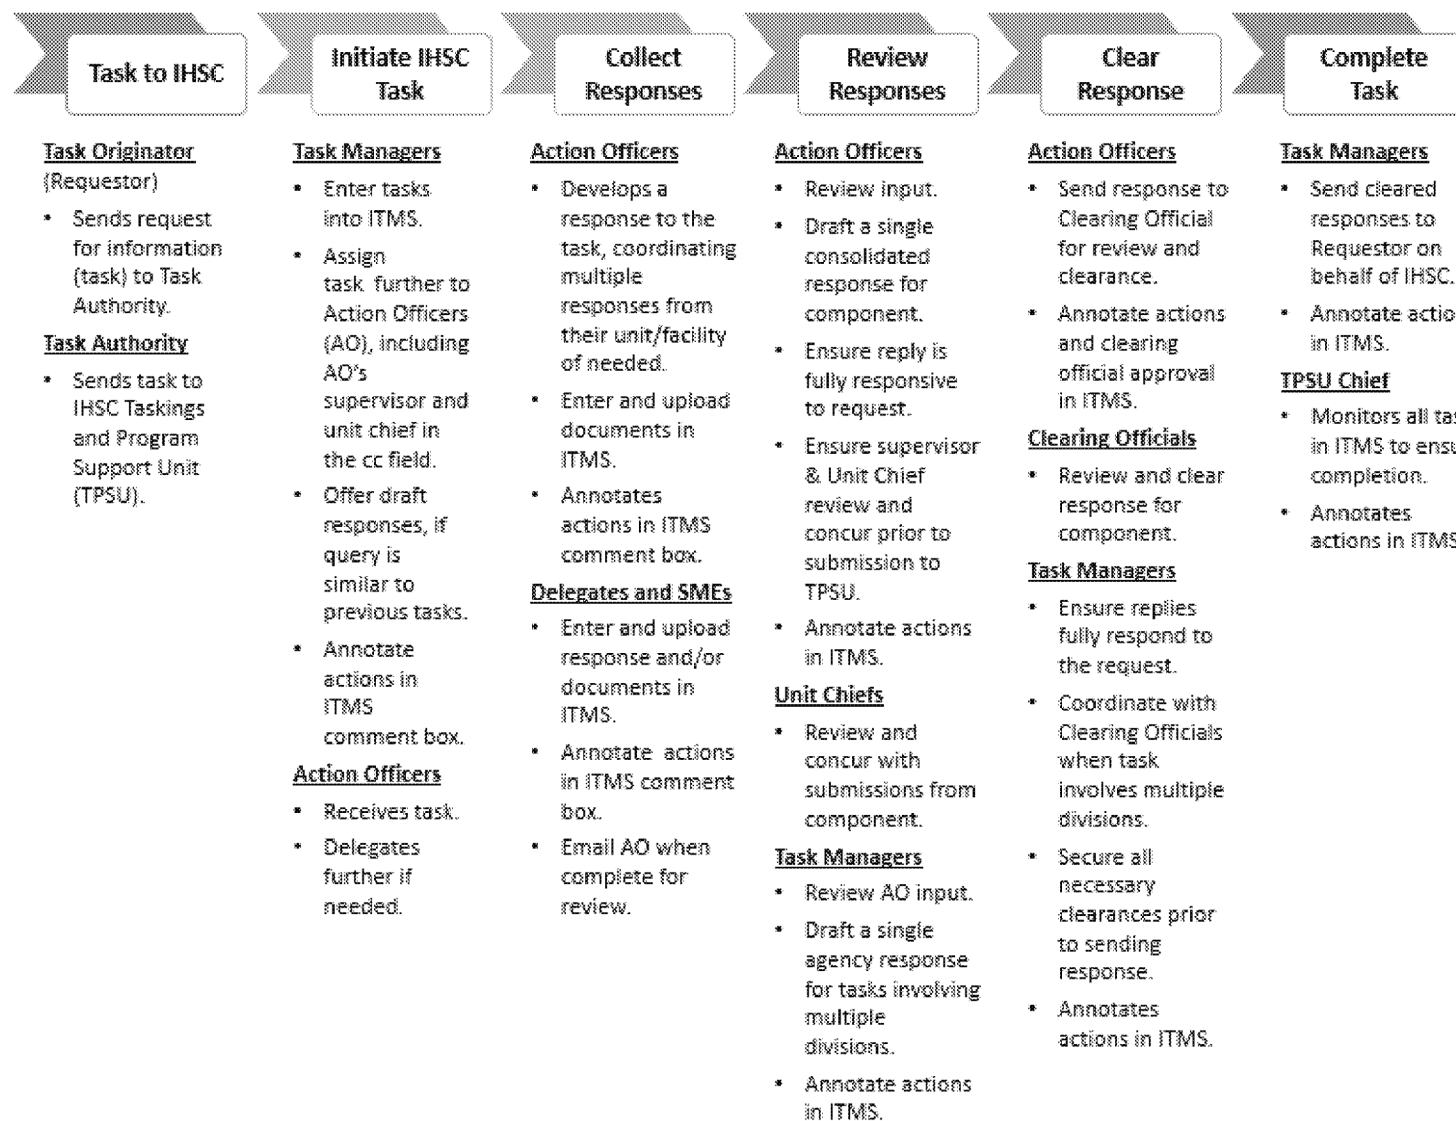 Task to IHSC
Task Originator
(Requestor)
• Sends request
for information
(task) to Task
Authority.
Task Authority
• Sends task to
IHSC Taskings
and Program
Support Unit
(TPSU).
Initiate IHSC
Task
Task Managers
• Enter tasks
into ITMS.
• Assign
task further to
Action Officers
(AO), including
AO's
supervisor and
unit chief in
the cc field.
• Offer draft
responses, if
query is
similar to
previous tasks.
• Annotate
actions in
ITMS
comment box.
Action Officers
• Receives task.
• Delegates
further if
needed.
Collect
Responses
Action Officers
• Develops a
response to the
task, coordinating
multiple
responses from
their unit/facility
of needed.
• Enter and upload
documents in
ITMS.
• Annotates
actions in ITMS
comment box.
Delegates and SMEs
• Enter and upload
response and/or
documents in
ITMS.
• Annotate actions
in ITMS comment
box.
• Email AO when
complete for
review.
Review
Responses
Action Officers
• Review input.
• Draft a single
consolidated
response for
component.
• Ensure reply is
fully responsive
to request.
• Ensure supervisor
& Unit Chief
review and
concur prior to
submission to
TPSU.
• Annotate actions
in ITMS.
Unit Chiefs
• Review and
concur with
submissions from
component.
Task Managers
• Review AO input.
• Draft a single
agency response
for tasks involving
multiple
divisions.
• Annotate actions
in ITMS.
Clear
Response
Action Officers
• Send response to
Clearing Official
for review and
clearance.
• Annotate actions
and clearing
official approval
in ITMS.
Clearing Officials
• Review and clear
response for
component.
Task Managers
• Ensure replies
fully respond to
the request.
• Coordinate with
Clearing Officials
when task
involves multiple
divisions.
• Secure all
necessary
clearances prior
to sending
response.
• Annotates
actions in ITMS.
Complete
Task
Task Managers
• Send cleared
responses to
Requestor on
behalf of IHSC.
• Annotate actio
in ITMS.
TPSU Chief
• Monitors all tas
in ITMS to ensu
completion.
• Annotates
actions in ITMS